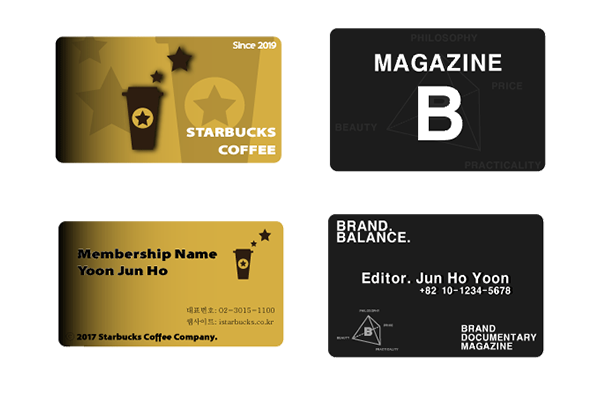 Since 2019
STARBUCKS
COFFEE
PHILOSOPHY
MAGAZINE
PRICE
B
BEAUTY
PRACTICALITY
Membership Name
Yoon Jun Ho
대표번호: 02-3015-1100
웹사이트: istarbucks.co.kr
2017 Starbucks Coffee Company.
BRAND.
BALANCE.
Editor. Jun Ho Yoon
+82 10-1234-5678
PHILOSOPHY
PRICE
B
BEAUTY
PRACTICALITY
BRAND
DOCUMENTARY
MAGAZINE